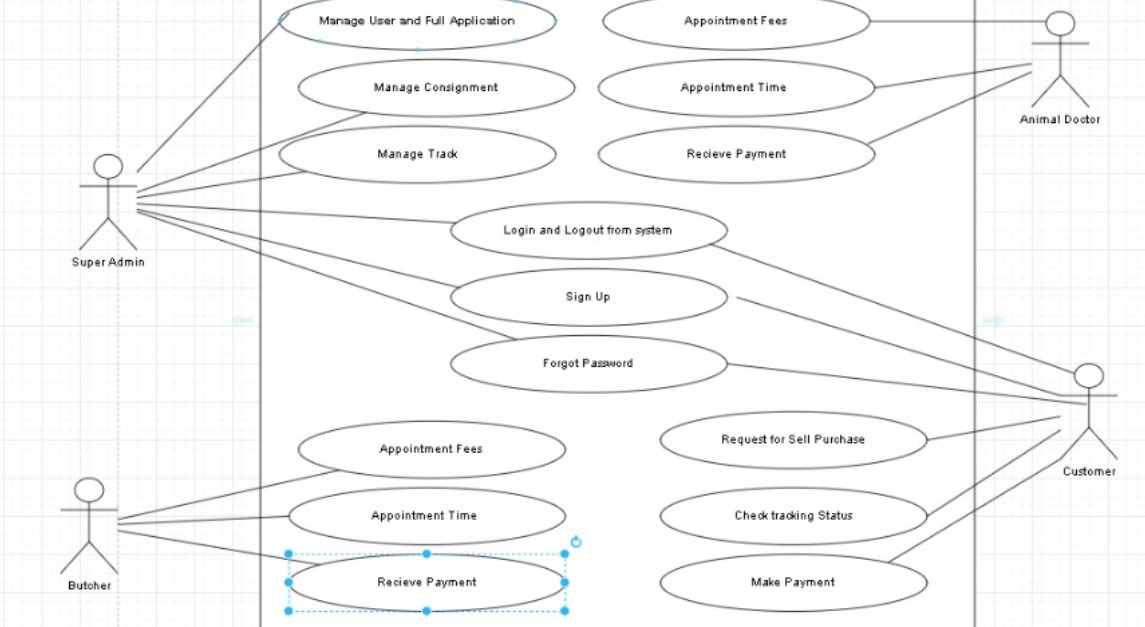 Manage User and Full Application
Appointment Fees
Manage Consignment
Appointment Time
Animal Doctor
Manage Track
Recieve Payment
Login and Logout from system
Super Admin
Sign Up
Forgot Password
Request for Sell Purchase
Appointment Fees
Customer
Appointment Time
Check tracking Status
Recieve Payment
Make Payment
Butcher